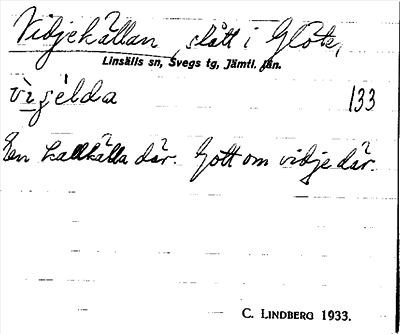 Vidjekällan, slått i Glöte,
Linsälls sn, Svegs tg, Jämtl. län.
133
En kallkälla där. Gott om vidje där.
C. LINDBERG 1933.